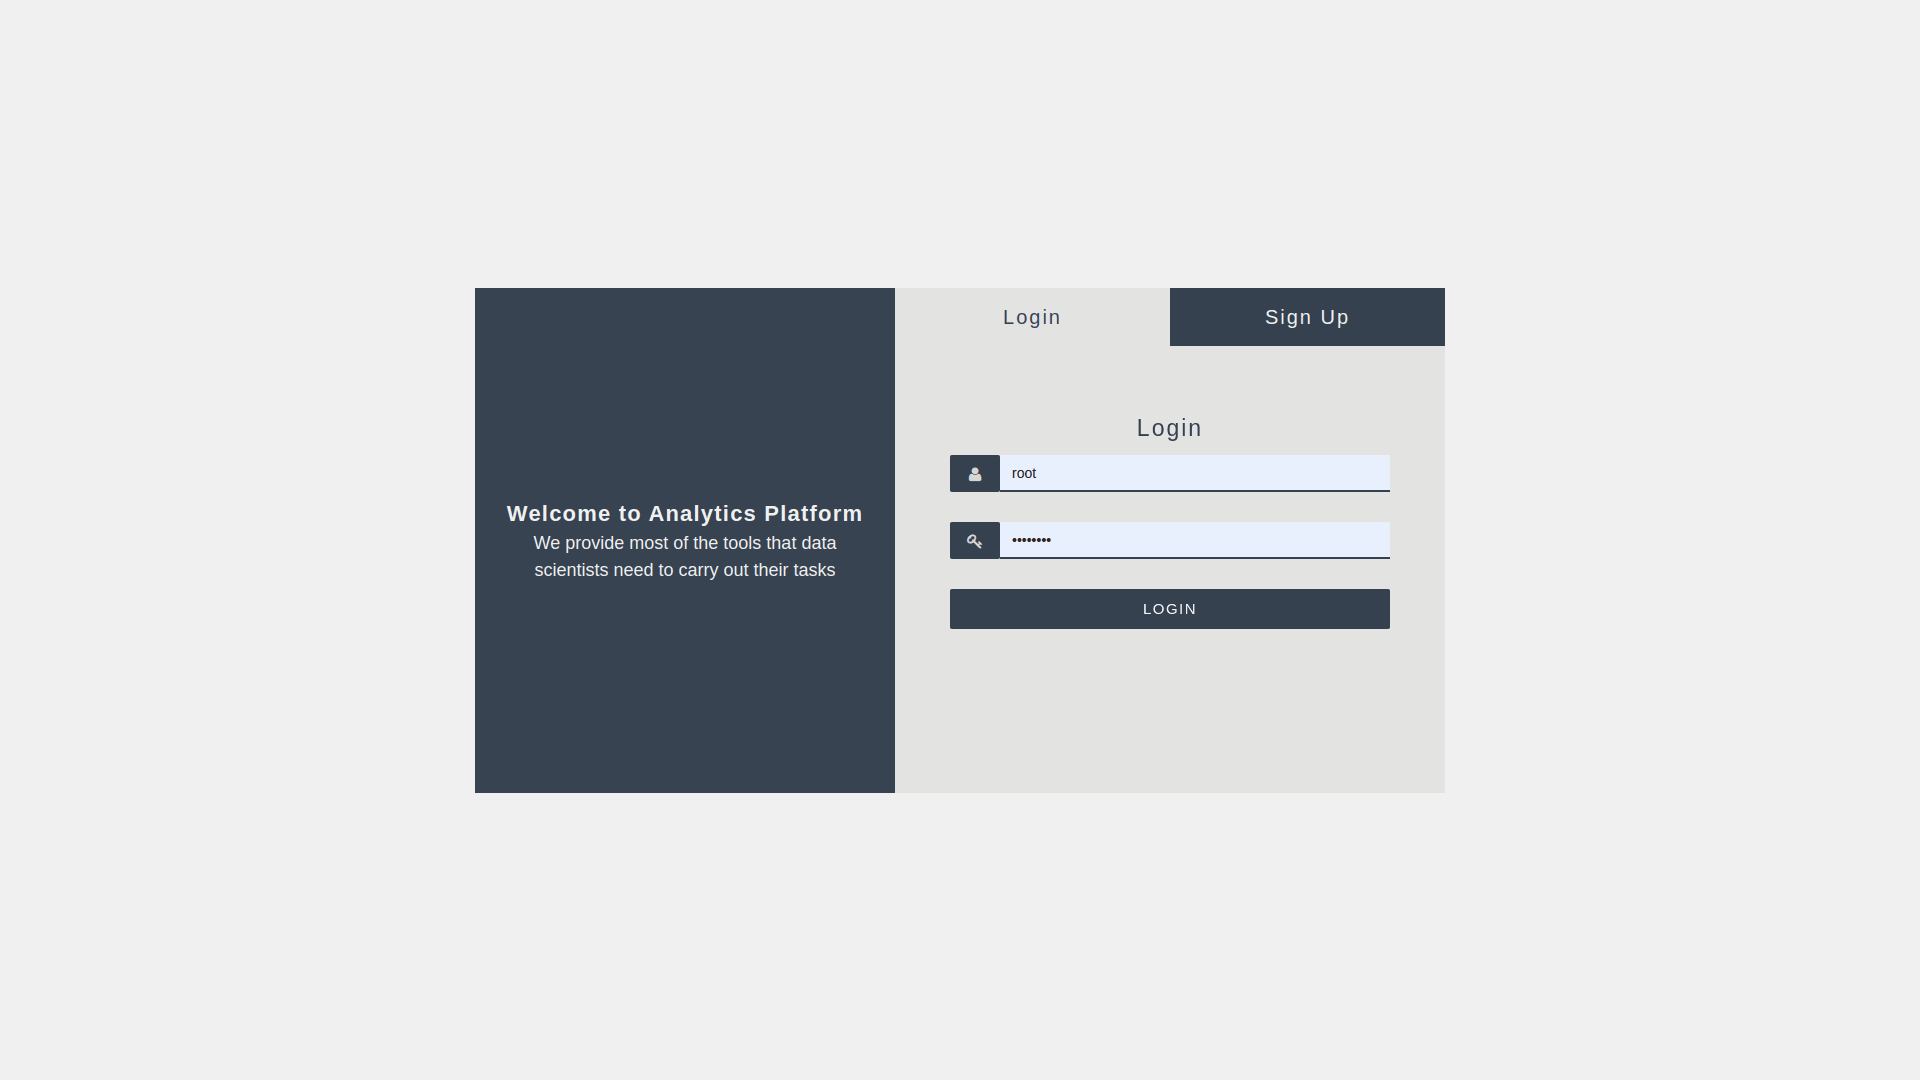 Login
Sign Up
Login
root
••••••••
LOGIN
Welcome to Analytics Platform
We provide most of the tools that data
scientists need to carry out their tasks